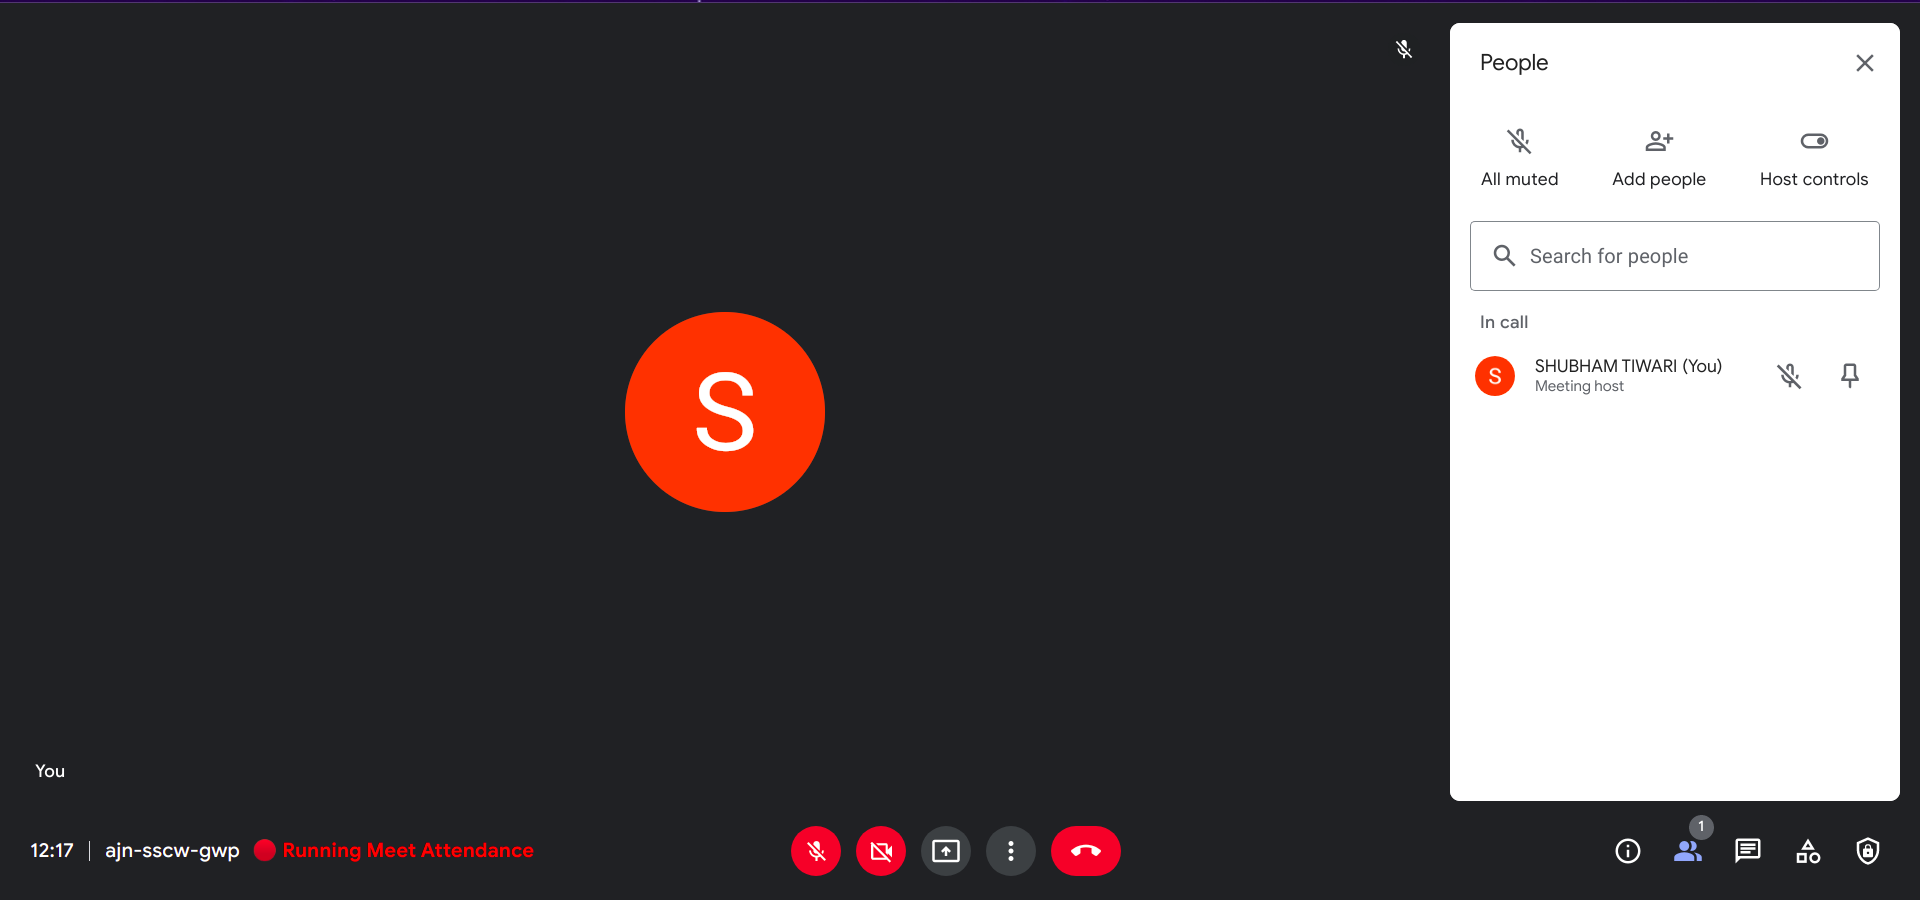 People
All muted
Add people
Host controls
Search for people
In call
S
SHUBHAM TIWARI (You)
Meeting host
S
You
12:17 | ajn-sscw-gwp
Running Meet Attendance
1